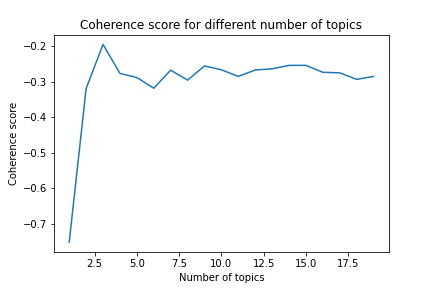 Coherence score for different number of topics
−0.2
−0.3
−0.4
−0.5
−0.6
−0.7
Coherence score
2.5 5.0 7.5 10.0 12.5 15.0 17.5
Number of topics